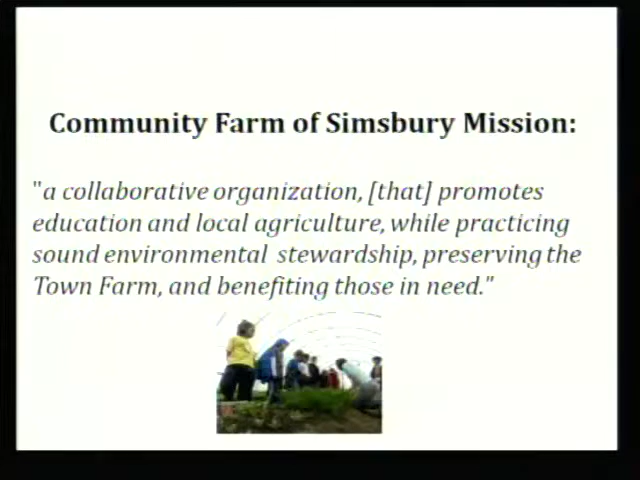 Community Farm of Simsbury Mission:
"a collaborative organization, [that] promotes
education and local agriculture, while practicing
sound environmental stewardship, preserving the
Town Farm, and benefiting those in need."